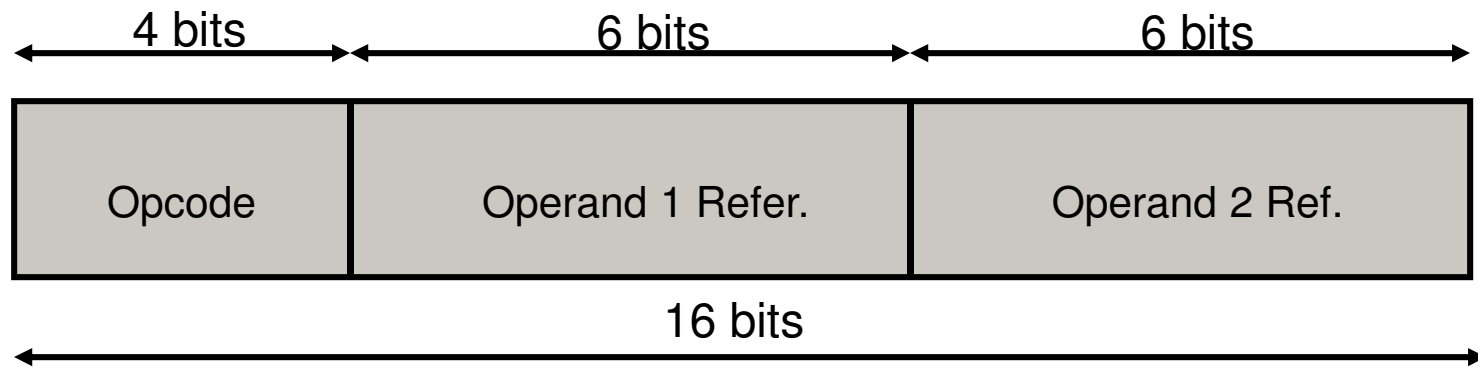 4 bits 6 bits 6 bits
Opcode Operand 1 Refer. Operand 2 Ref.
16 bits